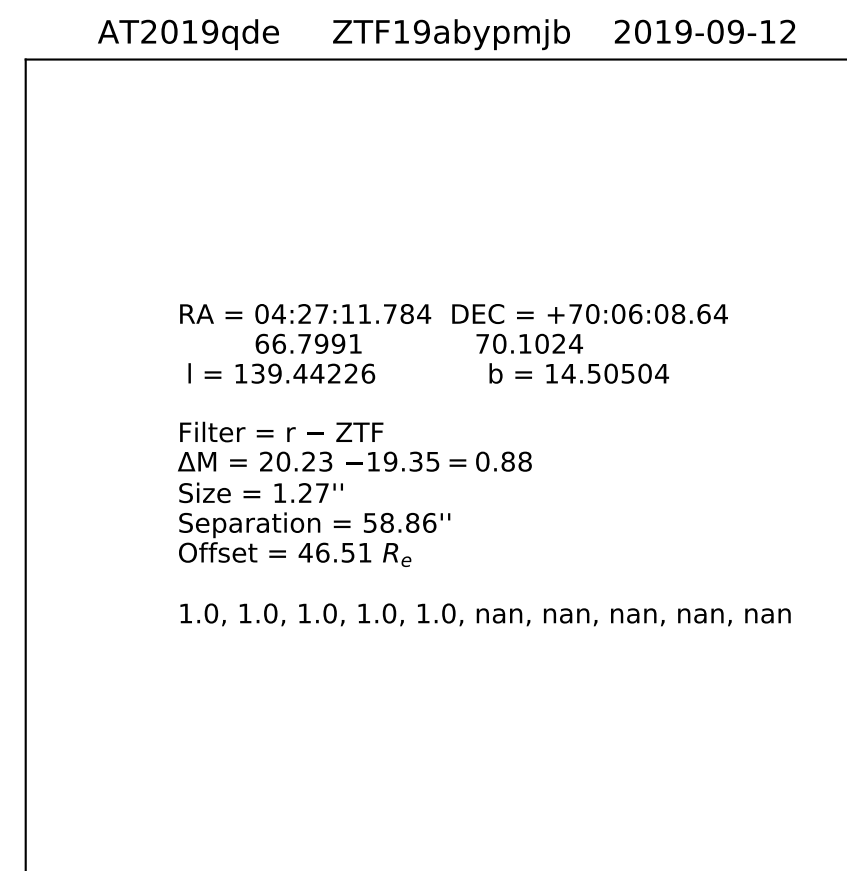 AT2019qde ZTF19abypmjb 2019-09-12
RA = 04:27:11.784 DEC = +70:06:08.64
66.7991 70.1024
l = 139.44226 b = 14.50504
Filter = r − ZTF
ΔM = 20.23 −19.35 = 0.88
Size = 1.27''
Separation = 58.86''
Offset = 46.51 Re
1.0, 1.0, 1.0, 1.0, 1.0, nan, nan, nan, nan, nan